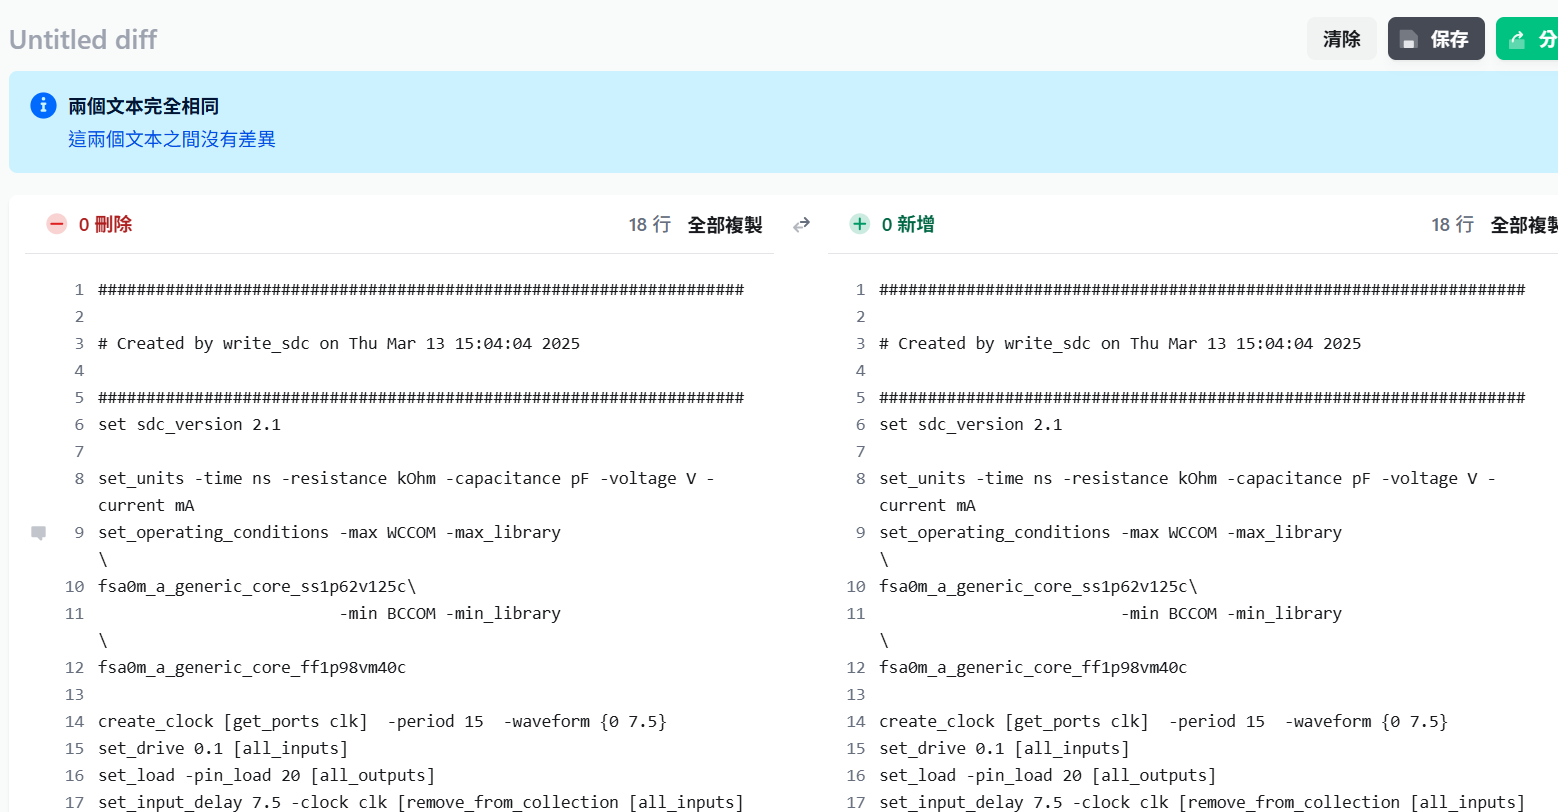 Untitled diff
清除
保存
分
兩個文本完全相同
這兩個文本之間沒有差異
0 刪除
18 行
全部複製
0 新增
18 行
全部複製
1 ###################################################################
2
3 # Created by write_sdc on Thu Mar 13 15:04:04 2025
4
5 ###################################################################
6 set sdc_version 2.1
7
8 set_units -time ns -resistance kOhm -capacitance pF -voltage V -
current mA
9 set_operating_conditions -max WCCOM -max_library
\
10 fsa0m_a_generic_core_ss1p62v125c\
11                          -min BCCOM -min_library
\
12 fsa0m_a_generic_core_ff1p98vm40c
13
14 create_clock [get_ports clk]  -period 15  -waveform {0 7.5}
15 set_drive 0.1 [all_inputs]
16 set_load -pin_load 20 [all_outputs]
17 set_input_delay 7.5 -clock clk [remove_from_collection [all_inputs]
1 ###################################################################
2
3 # Created by write_sdc on Thu Mar 13 15:04:04 2025
4
5 ###################################################################
6 set sdc_version 2.1
7
8 set_units -time ns -resistance kOhm -capacitance pF -voltage V -
current mA
9 set_operating_conditions -max WCCOM -max_library
\
10 fsa0m_a_generic_core_ss1p62v125c\
11                          -min BCCOM -min_library
\
12 fsa0m_a_generic_core_ff1p98vm40c
13
14 create_clock [get_ports clk]  -period 15  -waveform {0 7.5}
15 set_drive 0.1 [all_inputs]
16 set_load -pin_load 20 [all_outputs]
17 set_input_delay 7.5 -clock clk [remove_from_collection [all_inputs]